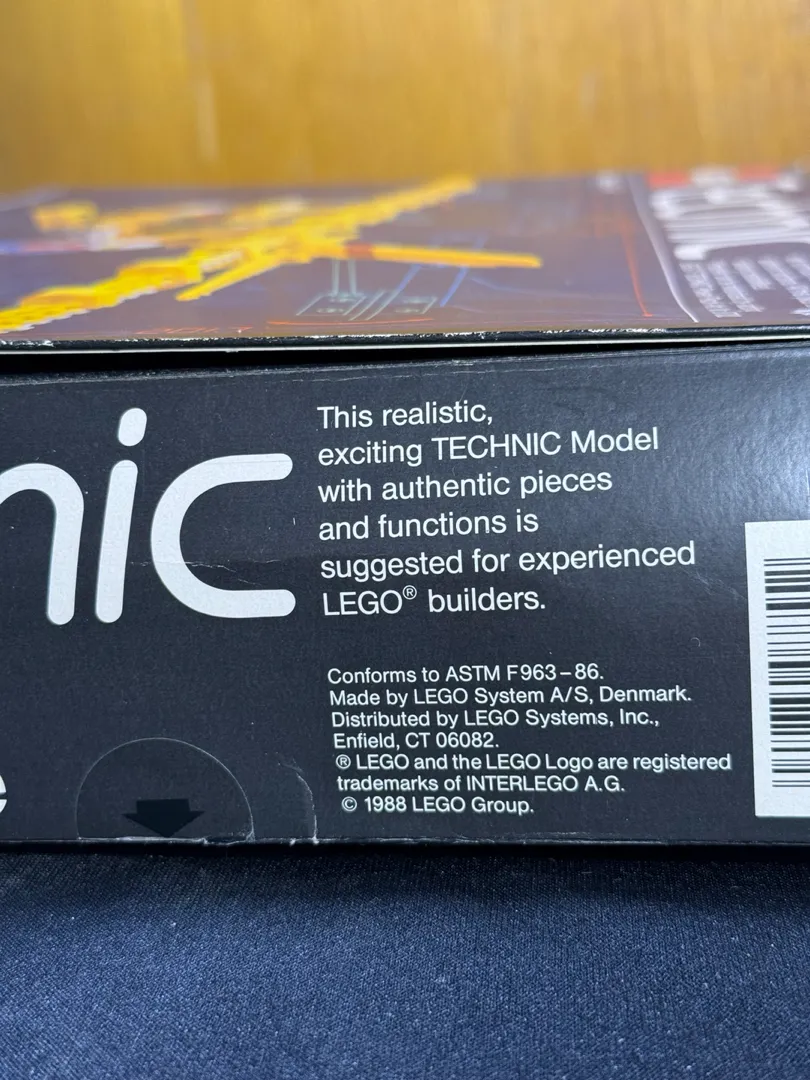 nic
This realistic,
exciting TECHNIC Model
with authentic pieces
and functions is
suggested for experienced
LEGO® builders.
Conforms to ASTM F963-86.
Made by LEGO System A/S, Denmark.
Distributed by LEGO Systems, Inc.,
Enfield, CT 06082.
® LEGO and the LEGO Logo are registered
trademarks of INTERLEGO A.G.
© 1988 LEGO Group.
e